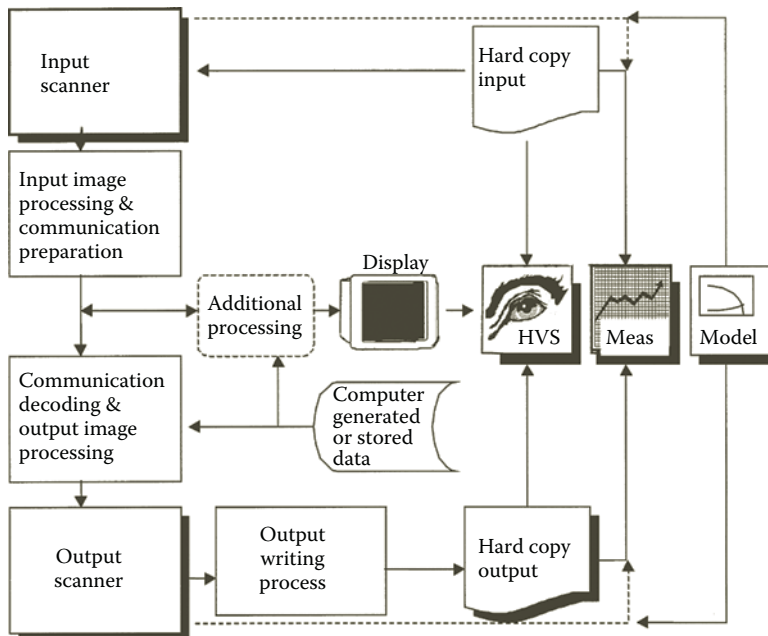 Input
scanner
Hard copy
input
Input image
processing &
communication
preparation
Display
Additional
processing
HVS
Meas
Model
Communication
decoding &
output image
processing
Computer
generated
or stored
data
Output
scanner
Output
writing
process
Hard copy
output